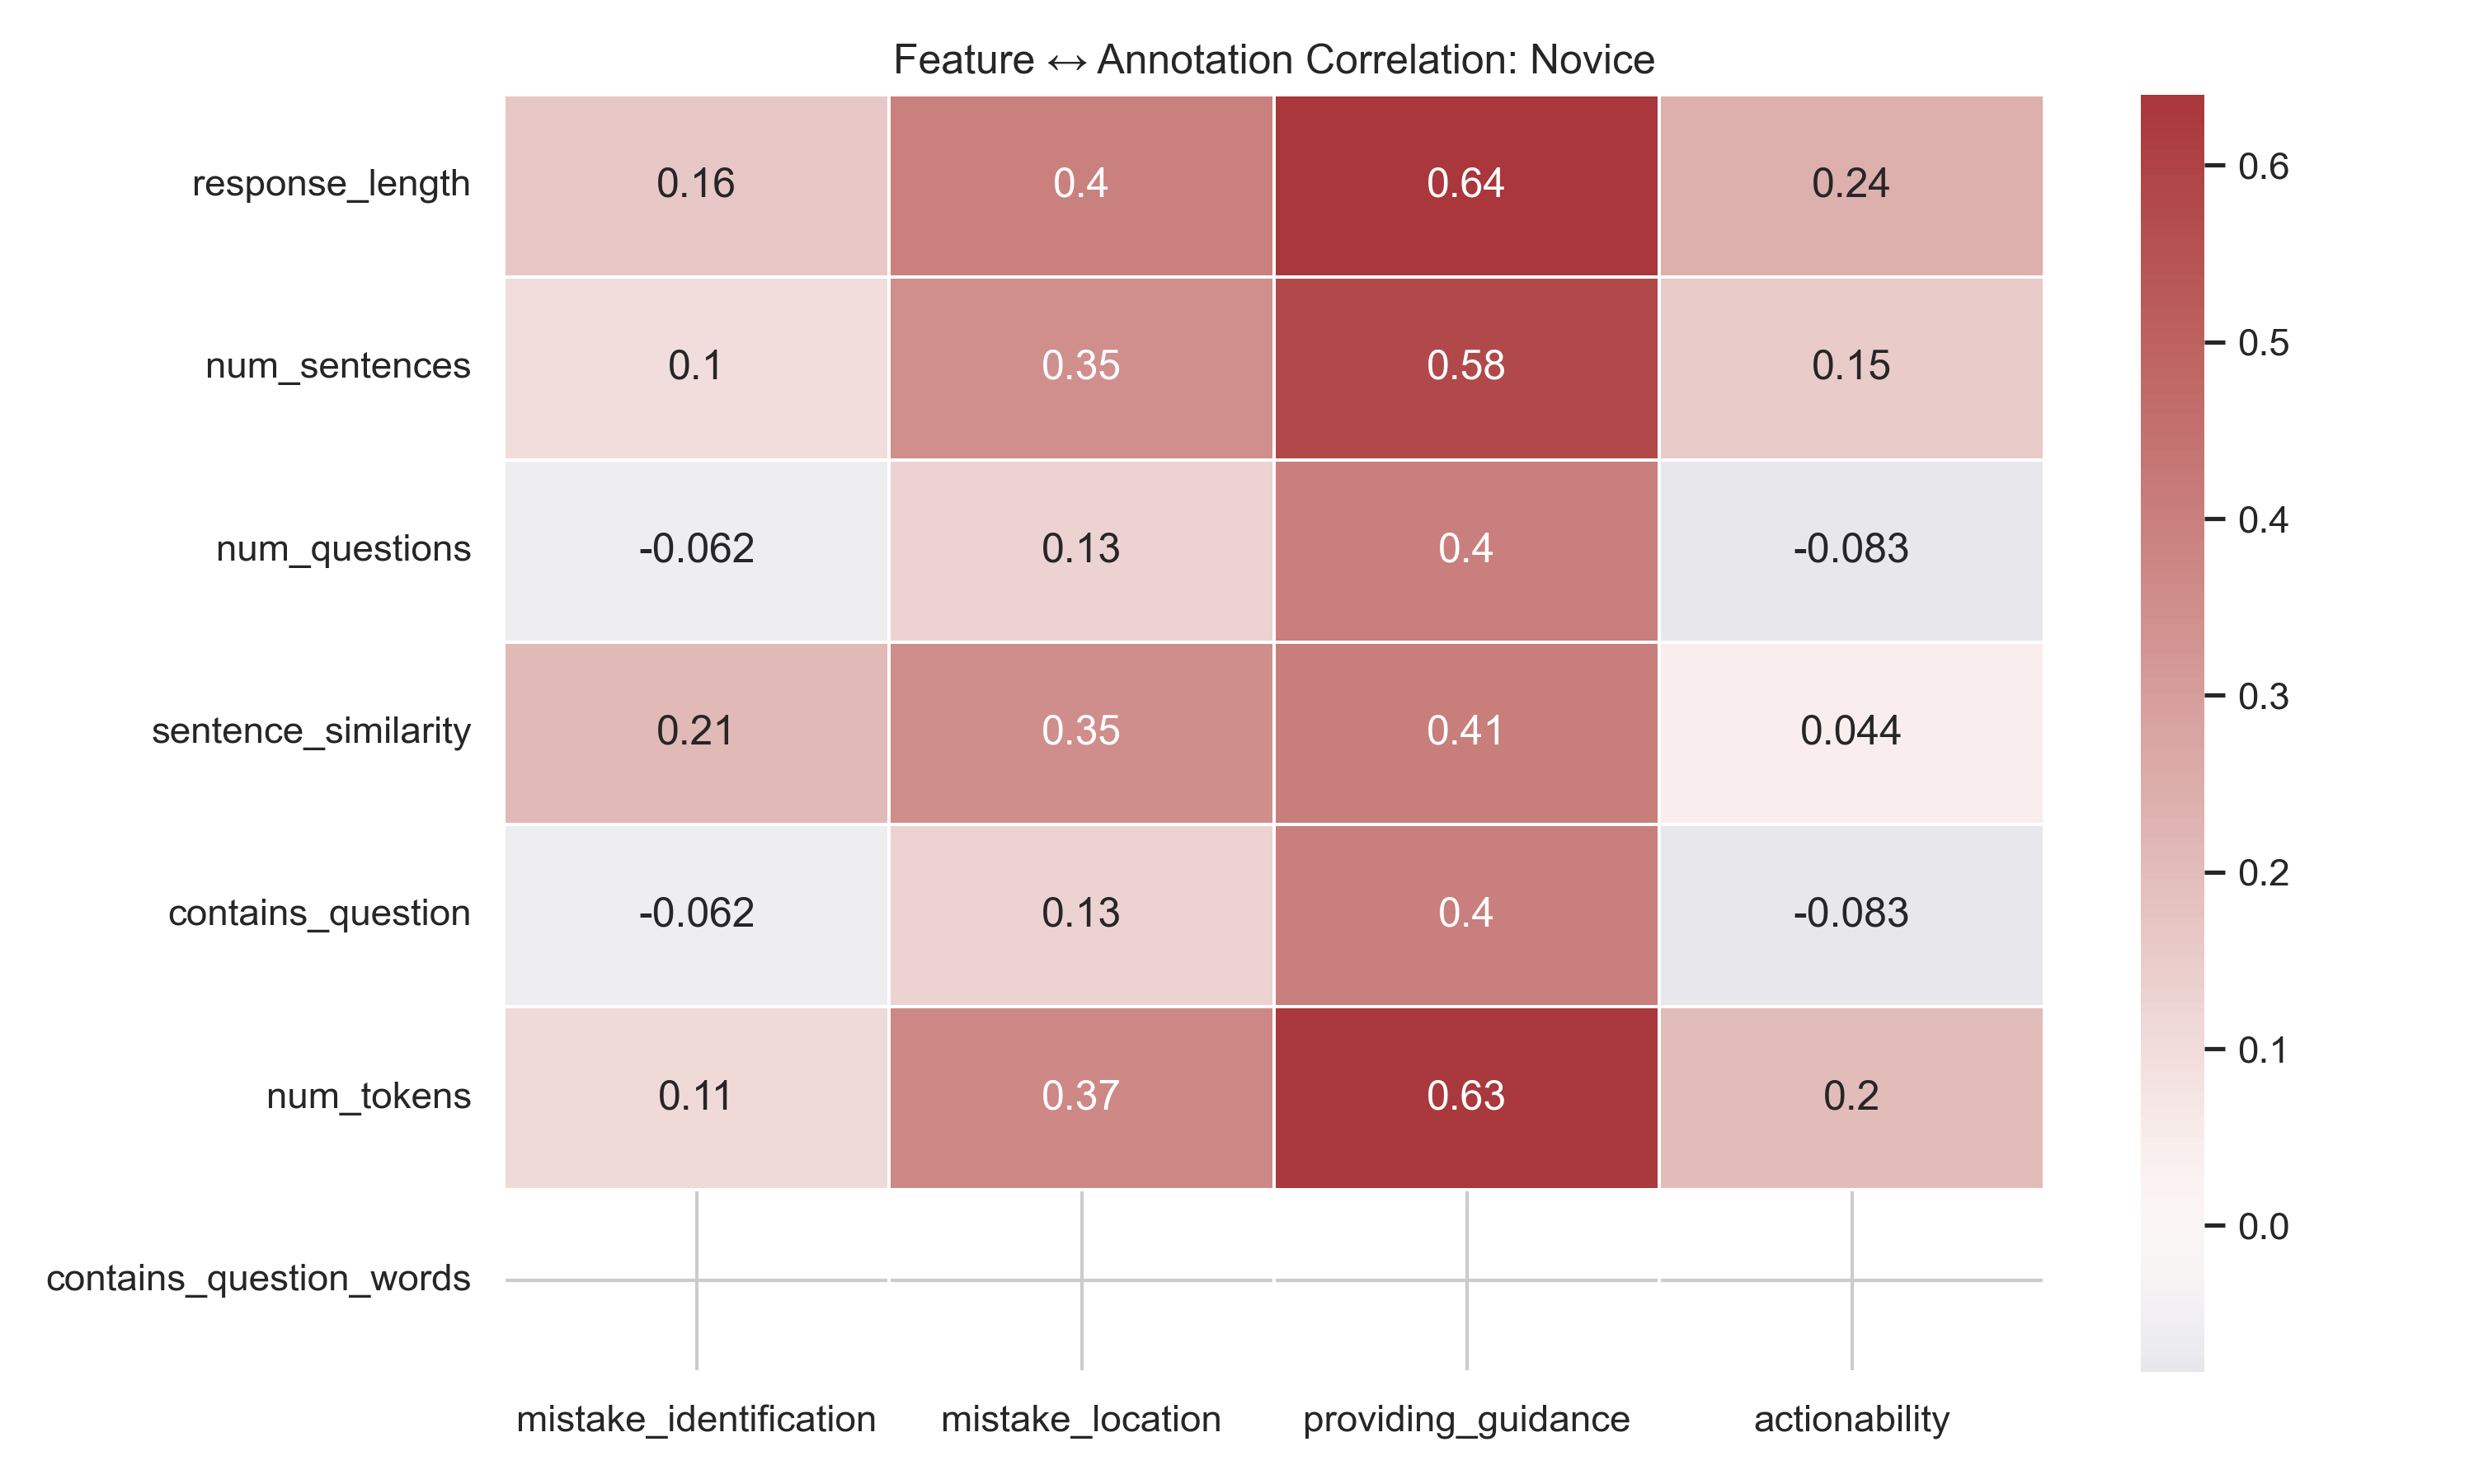 Feature ↔ Annotation Correlation: Novice
response_length 0.16 0.4 0.64 0.24
num_sentences 0.1 0.35 0.58 0.15
num_questions -0.062 0.13 0.4 -0.083
sentence_similarity 0.21 0.35 0.41 0.044
contains_question -0.062 0.13 0.4 -0.083
num_tokens 0.11 0.37 0.63 0.2
contains_question_words
mistake_identification mistake_location providing_guidance actionability
0.6
0.5
0.4
0.3
0.2
0.1
0.0